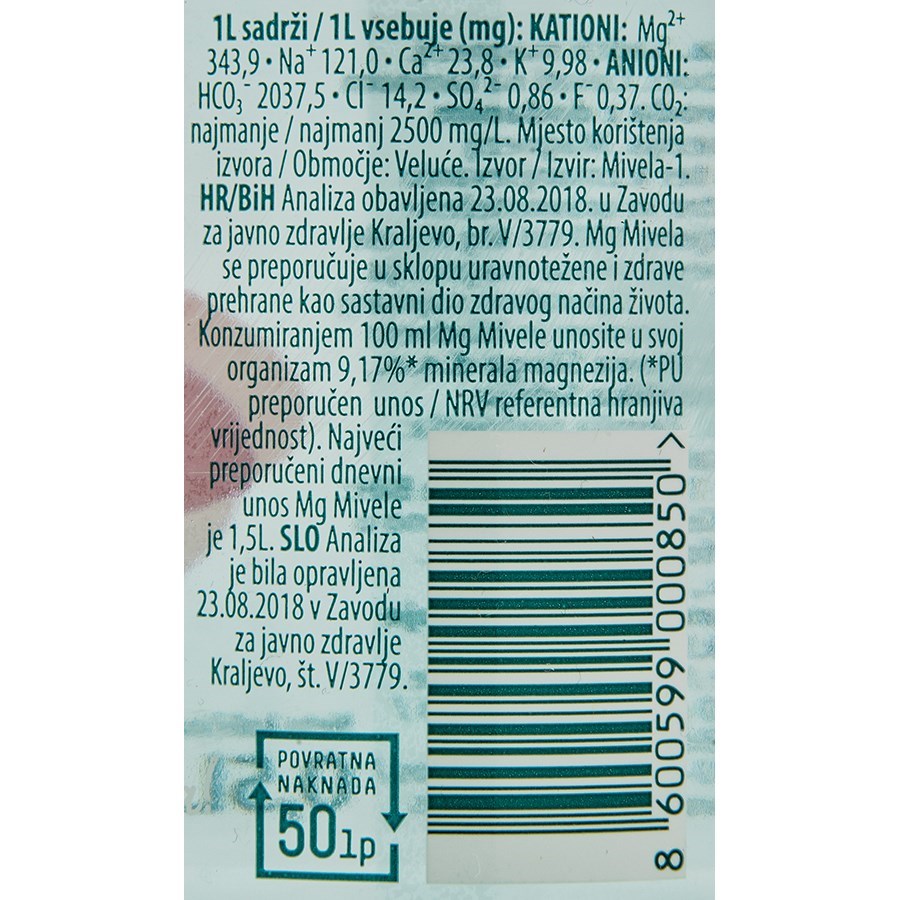 1L sadrži / 1L vsebuje (mg): KATIONI: Mg²⁺
343,9 • Na⁺ 121,0 • Ca²⁺ 23,8 • K⁺ 9,98 • ANIONI:
HCO₃⁻ 2037,5 • Cl⁻ 14,2 • SO₄²⁻ 0,86 • F⁻ 0,37. CO₂:
najmanje / najmanj 2500 mg/L. Mjesto korištenja
izvora / Območje: Veluće. Izvor / Izvir: Mivela-1.
HR/BiH Analiza obavljena 23.08.2018. u Zavodu
za javno zdravlje Kraljevo, br. V/3779. Mg Mivela
se preporučuje u sklopu uravnotežene i zdrave
prehrane kao sastavni dio zdravog načina života.
Konzumiranjem 100 ml Mg Mivele unosite u svoj
organizam 9,17%* minerala magnezija. (*PU
preporučen unos / NRV referentna hranjiva
vrijednost). Najveći
preporučeni dnevni
unos Mg Mivele
je 1,5L. SLO Analiza
je bila opravljena
23.08.2018 v Zavodu
za javno zdravlje
Kraljevo, št. V/3779.
POVRATNA
NAKNADA
50lp
8 600599 000850 >